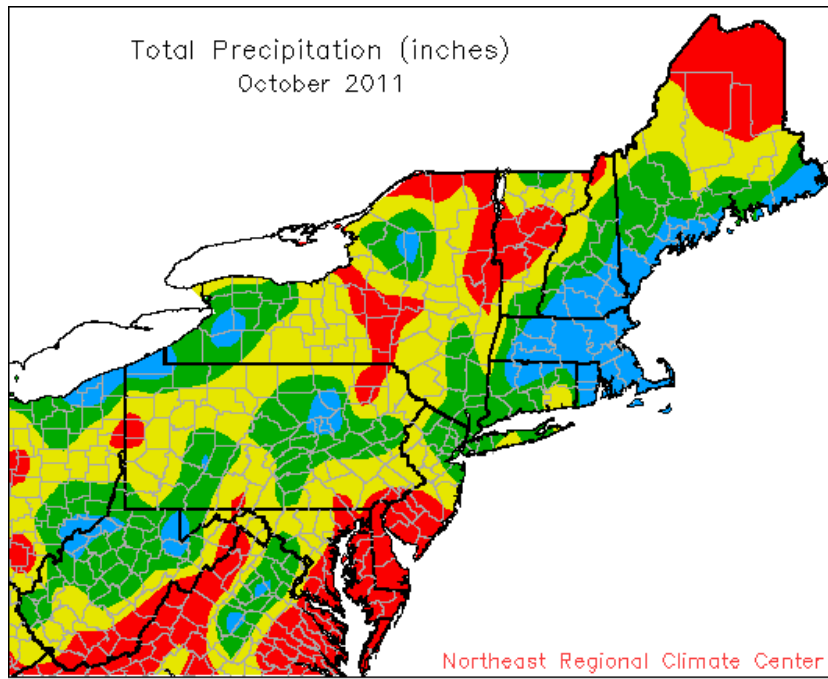 Total Precipitation (inches)
October 2011
Northeast Regional Climate Center